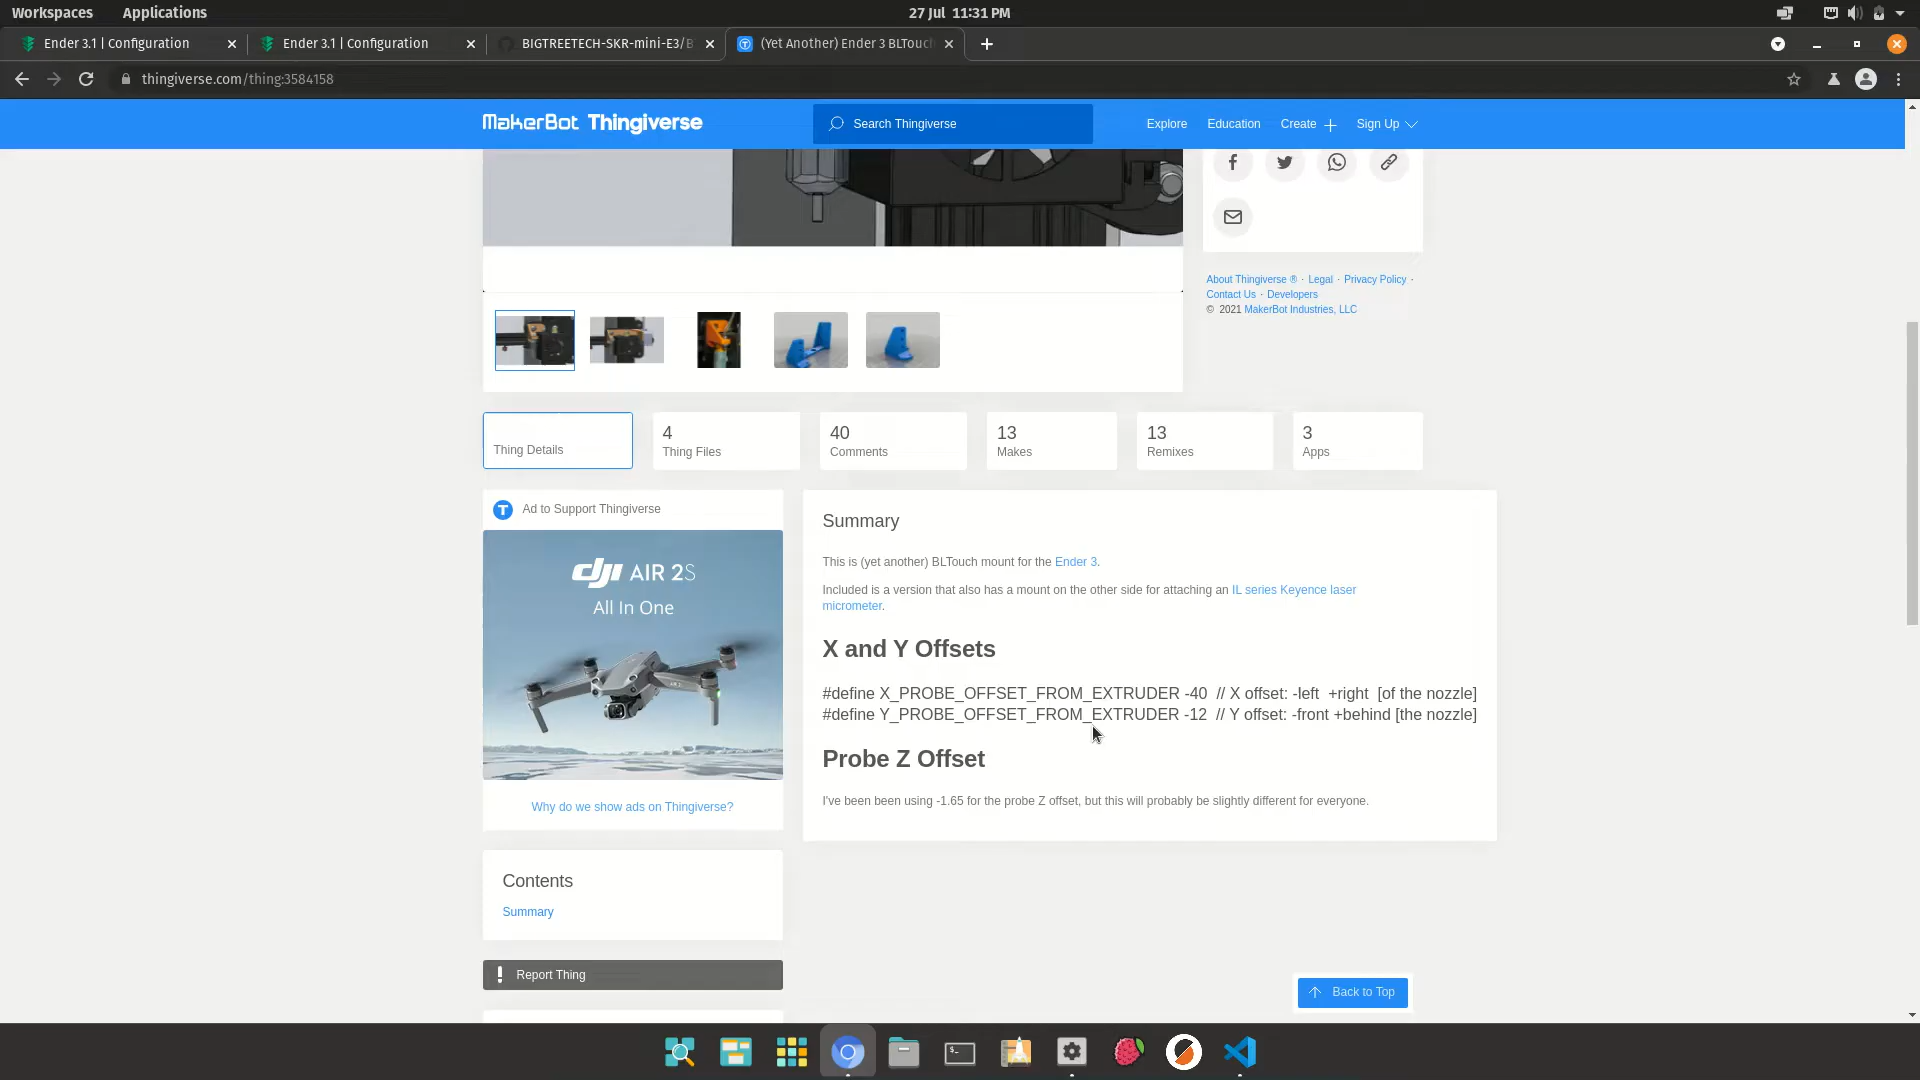 Workspaces Applications 27 Jul 11:31 PM
Ender 3.1 | Configuration Ender 3.1 | Configuration BIGTREETECH-SKR-mini-E3/B (Yet Another) Ender 3 BLTouch
thingiverse.com/thing:3584158
MakerBot Thingiverse Search Thingiverse Explore Education Create Sign Up
About Thingiverse ® · Legal · Privacy Policy ·
Contact Us · Developers
© 2021 MakerBot Industries, LLC
4 40 13 13 3
Thing Details Thing Files Comments Makes Remixes Apps
Ad to Support Thingiverse
dji AIR 2S
All In One
AIR 2S
Why do we show ads on Thingiverse?
Contents
Summary
Report Thing
Summary
This is (yet another) BLTouch mount for the Ender 3.
Included is a version that also has a mount on the other side for attaching an IL series Keyence laser
micrometer.
X and Y Offsets
#define X_PROBE_OFFSET_FROM_EXTRUDER -40 // X offset: -left +right [of the nozzle]
#define Y_PROBE_OFFSET_FROM_EXTRUDER -12 // Y offset: -front +behind [the nozzle]
Probe Z Offset
I've been been using -1.65 for the probe Z offset, but this will probably be slightly different for everyone.
Back to Top